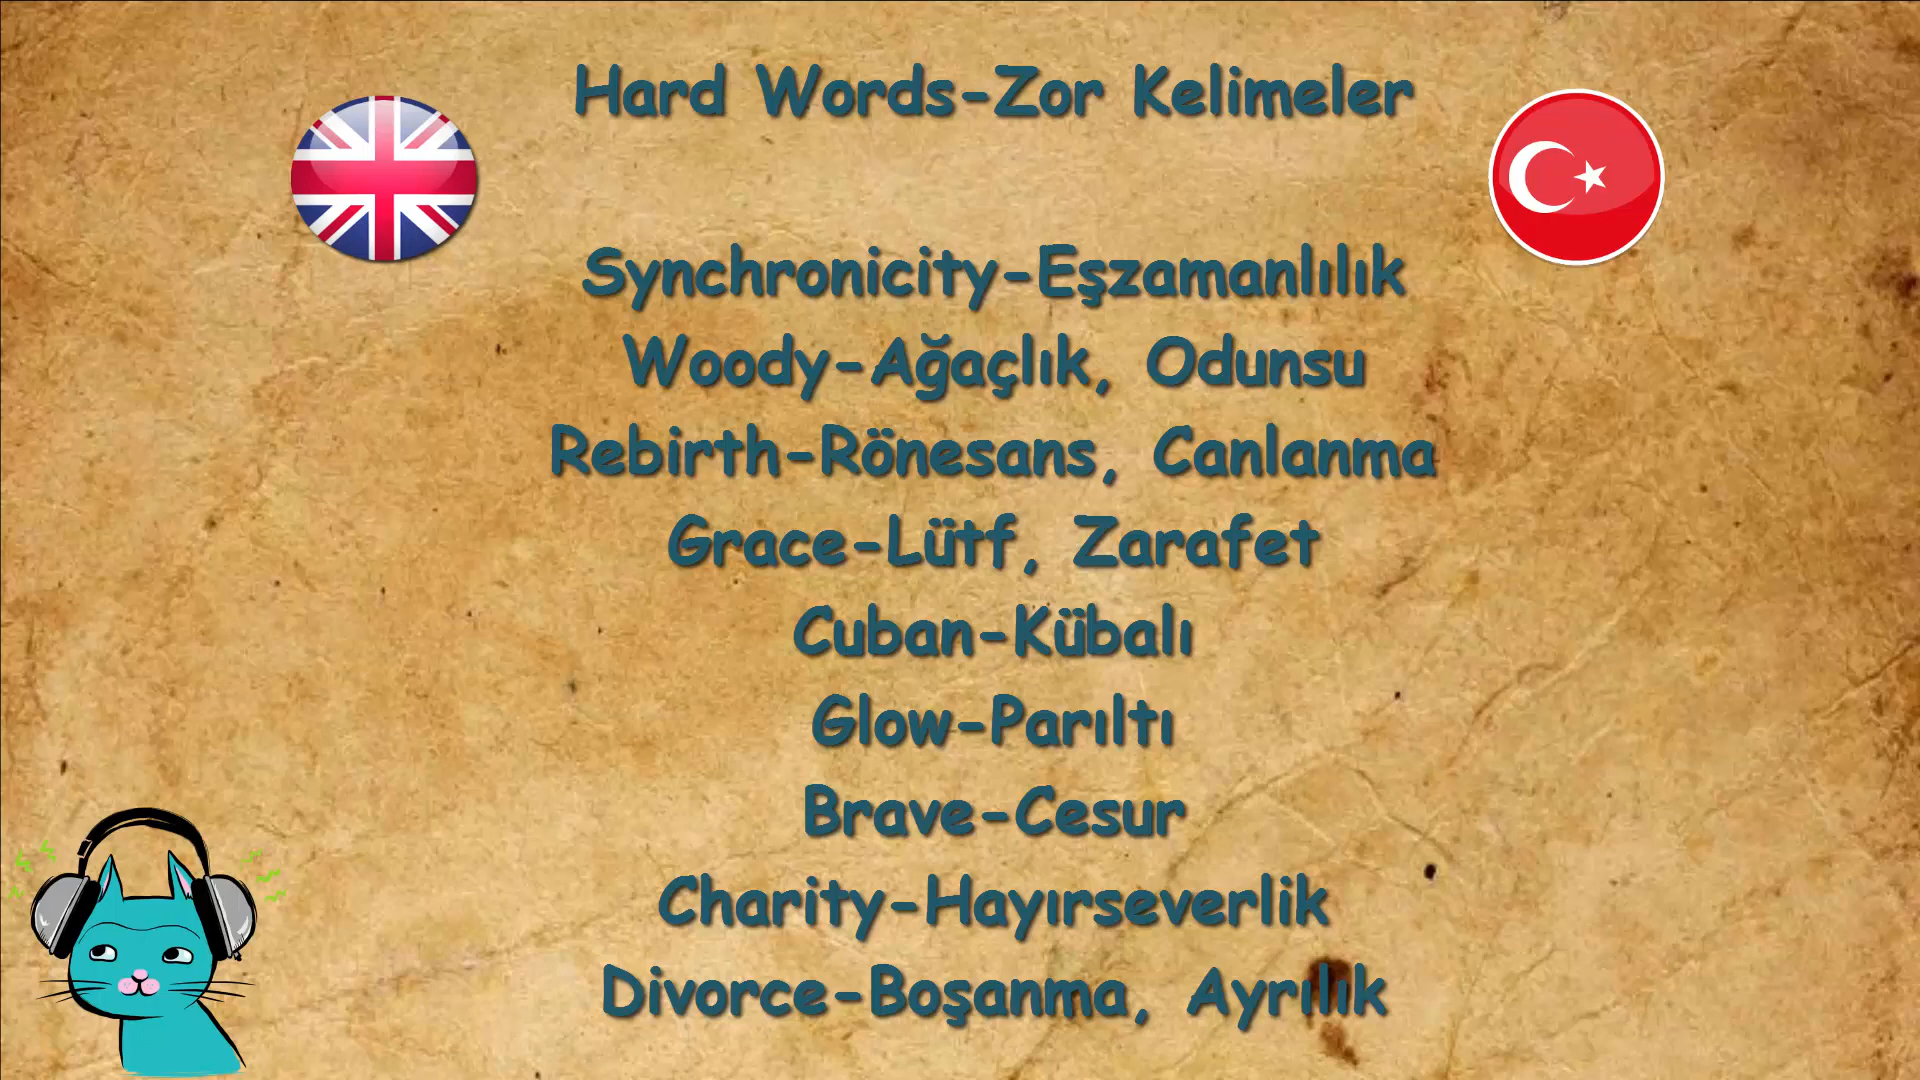 Hard Words-Zor Kelimeler
Synchronicity-Eşzamanlılık
Woody-Ağaçlık, Odunsu
Rebirth-Rönesans, Canlanma
Grace-Lütf, Zarafet
Cuban-Kübalı
Glow-Parıltı
Brave-Cesur
Charity-Hayırseverlik
Divorce-Boşanma, Ayrılık